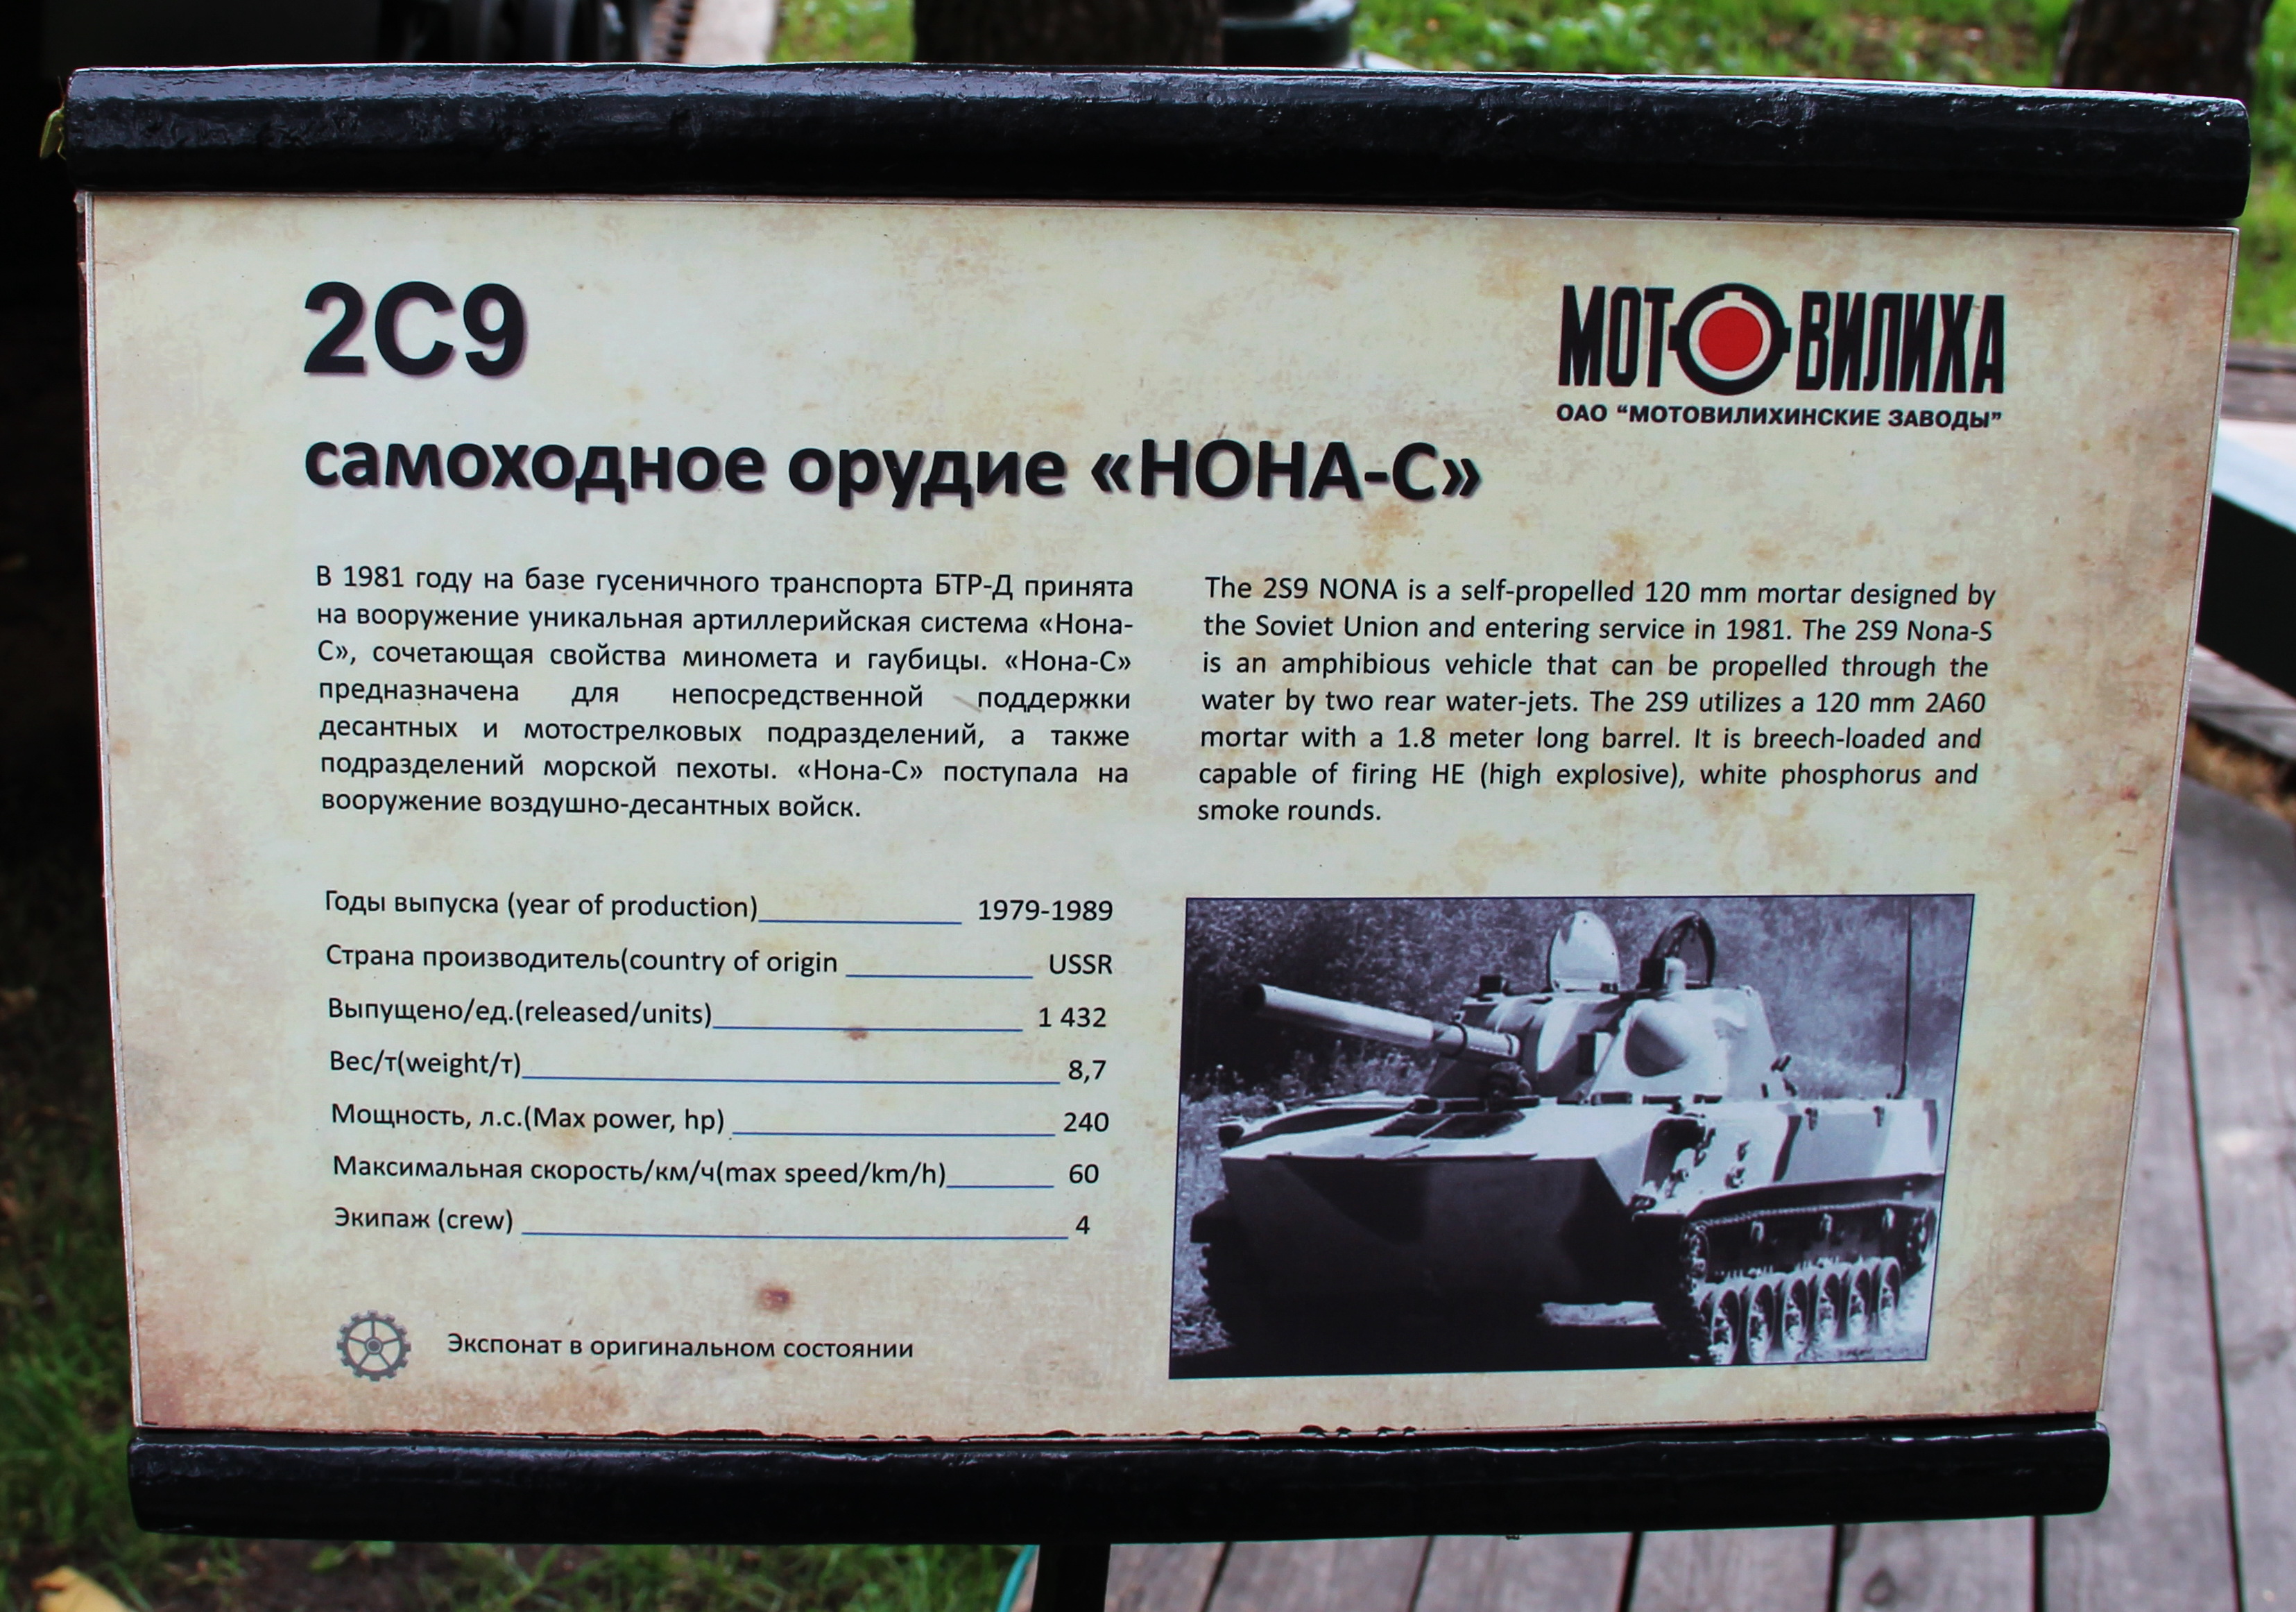 2С9
МОТОВИЛИХА
ОАО "МОТОВИЛИХИНСКИЕ ЗАВОДЫ"
самоходное орудие «НОНА-С»
В 1981 году на базе гусеничного транспорта БТР-Д принята
на вооружение уникальная артиллерийская система «Нона-
С», сочетающая свойства миномета и гаубицы. «Нона-С»
предназначена для непосредственной поддержки
десантных и мотострелковых подразделений, а также
подразделений морской пехоты. «Нона-С» поступала на
вооружение воздушно-десантных войск.
The 2S9 NONA is a self-propelled 120 mm mortar designed by
the Soviet Union and entering service in 1981. The 2S9 Nona-S
is an amphibious vehicle that can be propelled through the
water by two rear water-jets. The 2S9 utilizes a 120 mm 2A60
mortar with a 1.8 meter long barrel. It is breech-loaded and
capable of firing HE (high explosive), white phosphorus and
smoke rounds.
Годы выпуска (year of production)____________ 1979-1989
Страна производитель(country of origin ___________ USSR
Выпущено/ед.(released/units)__________________ 1 432
Вес/т(weight/т)________________________________ 8,7
Мощность, л.с.(Max power, hp) ___________________ 240
Максимальная скорость/км/ч(max speed/km/h)______ 60
Экипаж (crew) ________________________________ 4
Экспонат в оригинальном состоянии